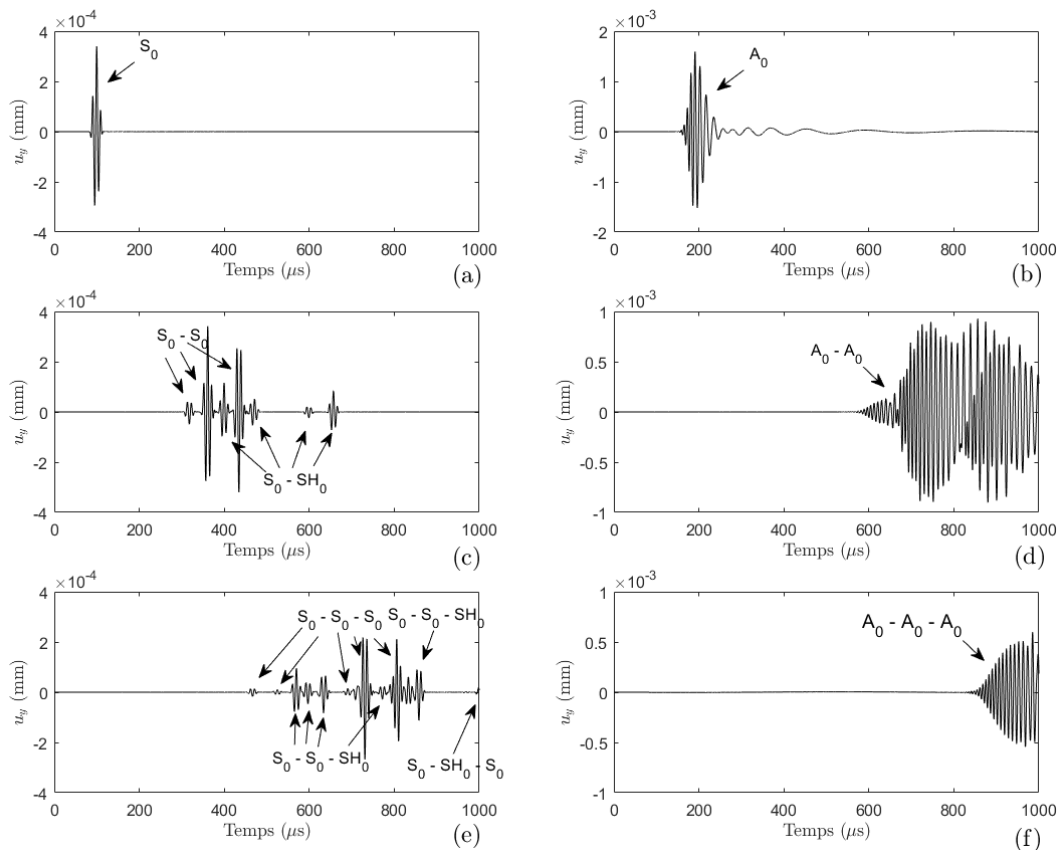 ×10⁻⁴
4
2
0
-2
-4
u_y (mm)
S₀
0 200 400 600 800 1000
Temps (μs)
(a)
×10⁻³
2
1
0
-1
-2
u_y (mm)
A₀
0 200 400 600 800 1000
Temps (μs)
(b)
×10⁻⁴
4
2
0
-2
-4
u_y (mm)
S₀ - S₀
S₀ - SH₀
0 200 400 600 800 1000
Temps (μs)
(c)
×10⁻³
1
0.5
0
-0.5
-1
u_y (mm)
A₀ - A₀
0 200 400 600 800 1000
Temps (μs)
(d)
×10⁻⁴
4
2
0
-2
-4
u_y (mm)
S₀ - S₀ - S₀ S₀ - S₀ - SH₀
S₀ - S₀ - SH₀
S₀ - SH₀ - S₀
0 200 400 600 800 1000
Temps (μs)
(e)
×10⁻³
1
0.5
0
-0.5
-1
u_y (mm)
A₀ - A₀ - A₀
0 200 400 600 800 1000
Temps (μs)
(f)